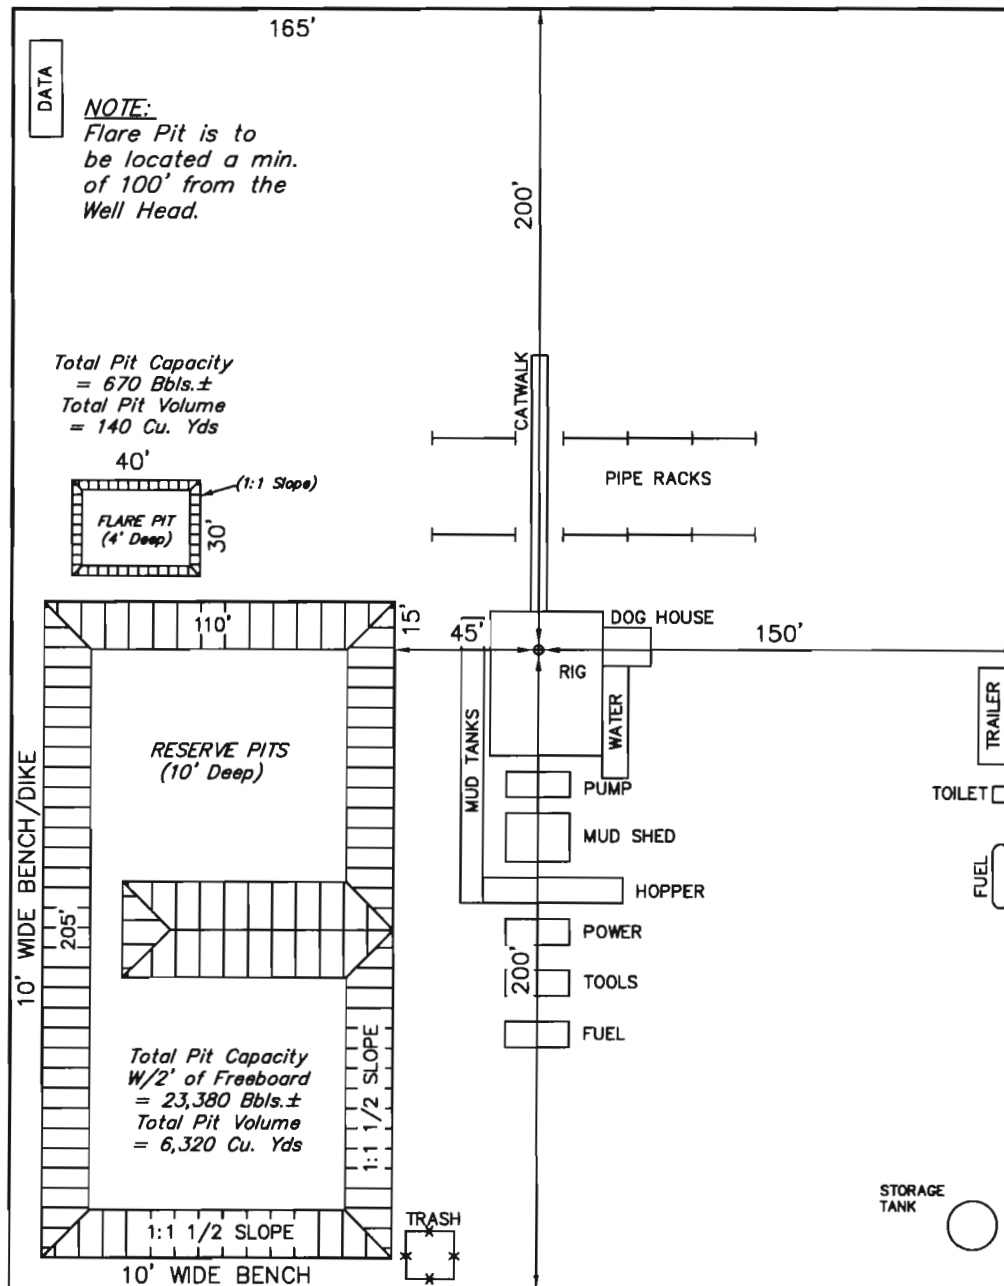 165'
DATA
NOTE:
Flare Pit is to
be located a min.
of 100' from the
Well Head.
200'
Total Pit Capacity
= 670 Bbls.±
Total Pit Volume
= 140 Cu. Yds
CATWALK
40'
(1:1 Slope)
PIPE RACKS
FLARE PIT
(4' Deep)
30'
110'
15'
45'
DOG HOUSE
150'
RIG
MUD TANKS
WATER
TRAILER
RESERVE PITS
(10' Deep)
PUMP
TOILET
MUD SHED
FUEL
HOPPER
10' WIDE BENCH/DIKE
205'
POWER
200'
TOOLS
FUEL
Total Pit Capacity
W/2' of Freeboard
= 23,380 Bbls.±
Total Pit Volume
= 6,320 Cu. Yds
1:1 1/2 SLOPE
STORAGE
TANK
TRASH
1:1 1/2 SLOPE
10' WIDE BENCH